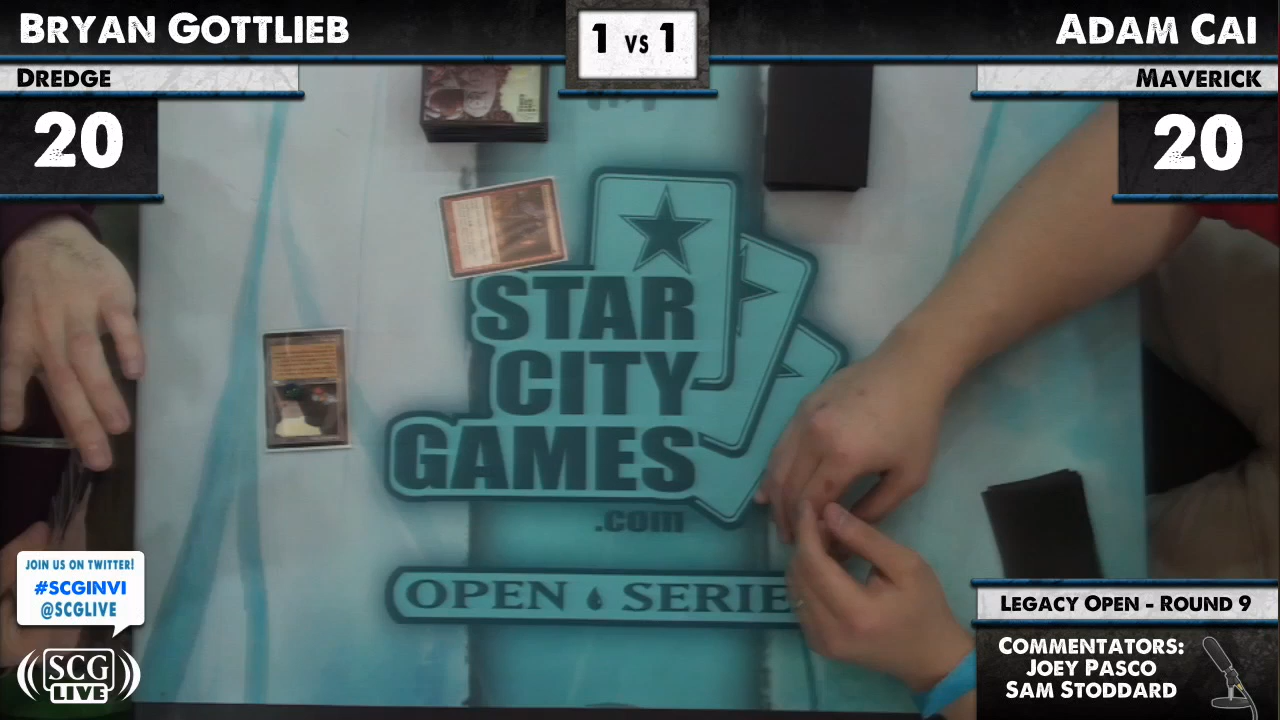 BRYAN GOTTLIEB
1 VS 1
ADAM CAI
DREDGE
MAVERICK
20
20
STAR
CITY
GAMES
.com
OPEN SERIE
JOIN US ON TWITTER!
#SCGINVI
@SCGLIVE
SCG
LIVE
LEGACY OPEN - ROUND 9
COMMENTATORS:
JOEY PASCO
SAM STODDARD